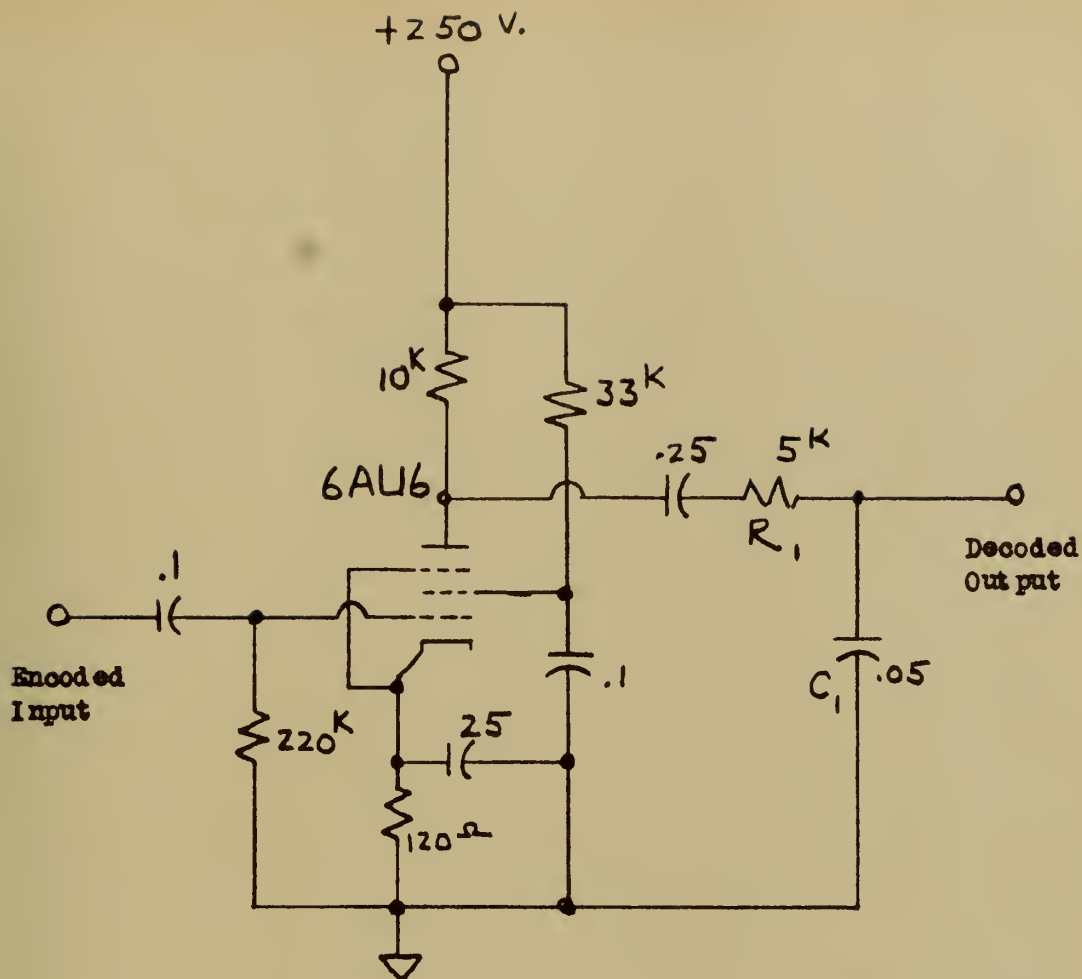 +250 V.
10K
33K
.25
5K
6AU6
R1
Decoded
Output
.1
Encoded
Input
220K
25
.1
C1
.05
120Ω